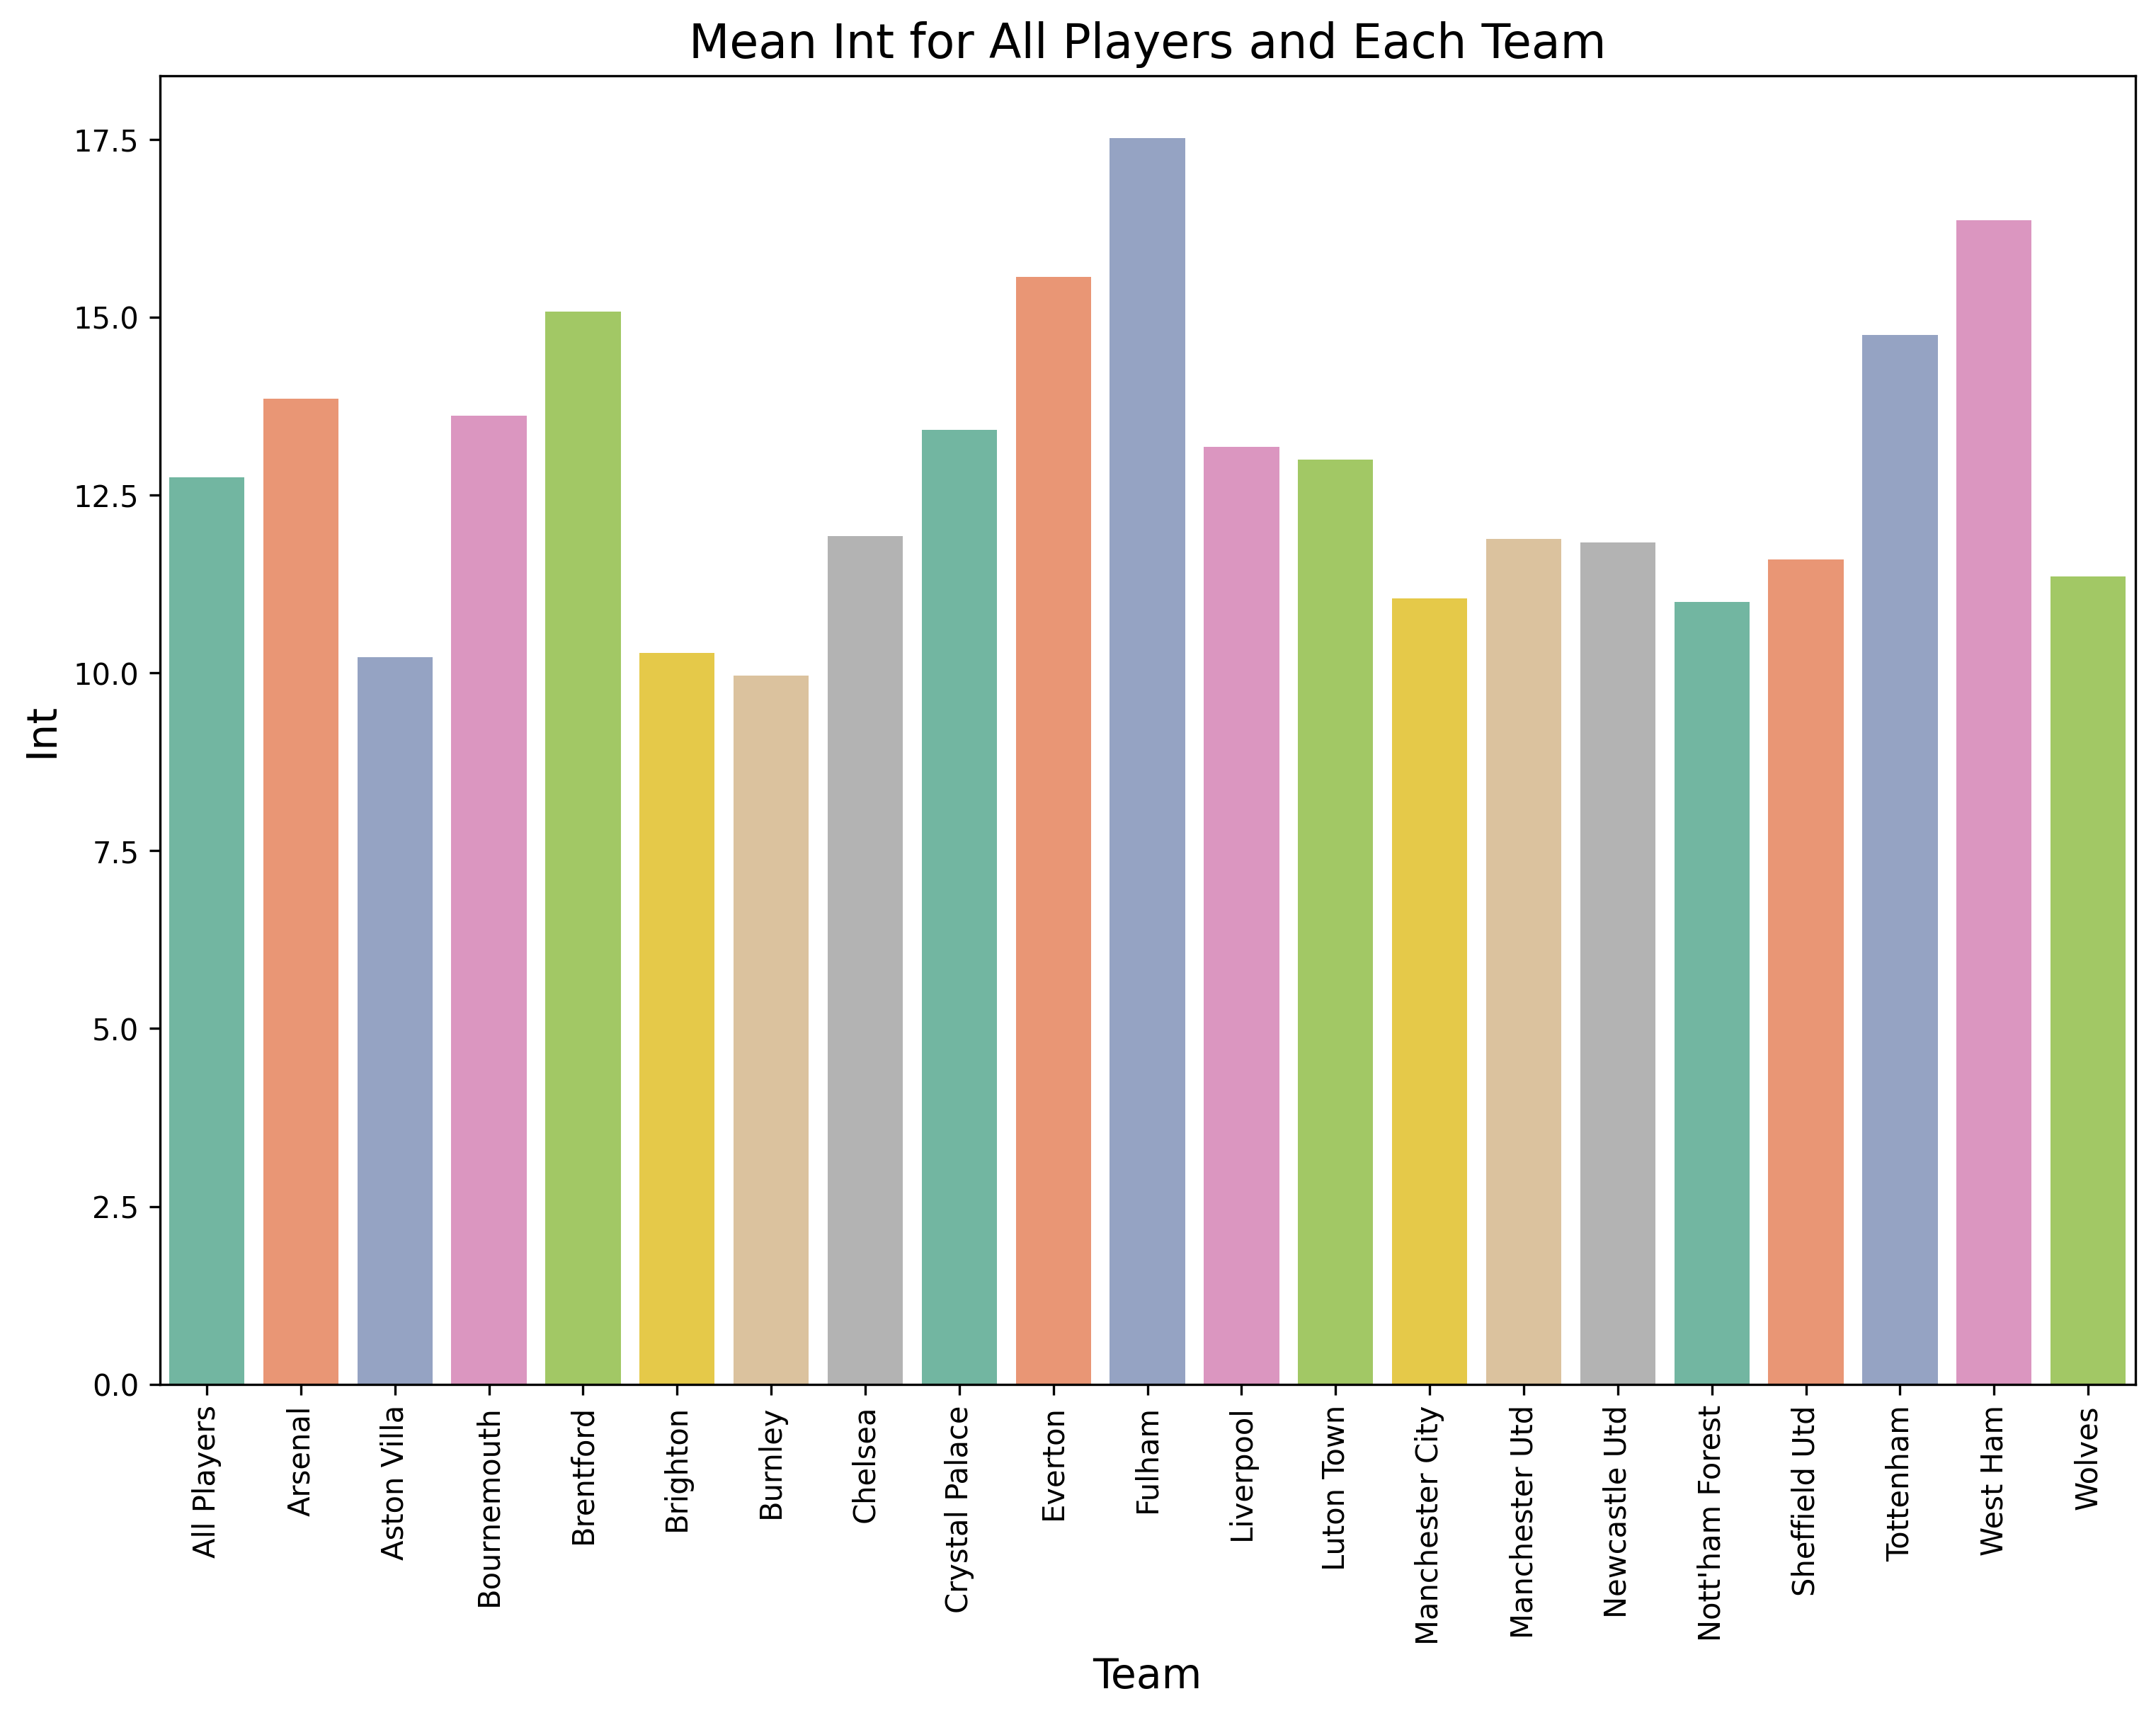 Mean Int for All Players and Each Team
17.5
15.0
12.5
10.0
7.5
5.0
2.5
0.0
Int
All Players
Arsenal
Aston Villa
Bournemouth
Brentford
Brighton
Burnley
Chelsea
Crystal Palace
Everton
Fulham
Liverpool
Luton Town
Manchester City
Manchester Utd
Newcastle Utd
Nott'ham Forest
Sheffield Utd
Tottenham
West Ham
Wolves
Team